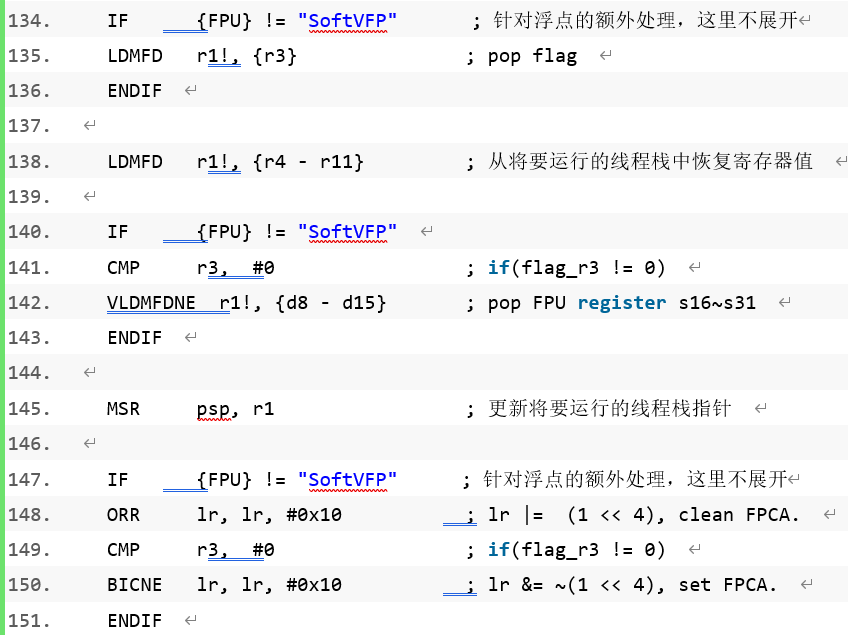 134. IF {FPU} != "SoftVFP" ; 针对浮点的额外处理，这里不展开↵
135. LDMFD r1!, {r3} ; pop flag ↵
136. ENDIF ↵
137. ↵
138. LDMFD r1!, {r4 - r11} ; 从将要运行的线程栈中恢复寄存器值 ↵
139. ↵
140. IF {FPU} != "SoftVFP" ↵
141. CMP r3, #0 ; if(flag_r3 != 0) ↵
142. VLDMFDNE r1!, {d8 - d15} ; pop FPU register s16~s31 ↵
143. ENDIF ↵
144. ↵
145. MSR psp, r1 ; 更新将要运行的线程栈指针 ↵
146. ↵
147. IF {FPU} != "SoftVFP" ; 针对浮点的额外处理，这里不展开↵
148. ORR lr, lr, #0x10 ; lr |= (1 << 4), clean FPCA. ↵
149. CMP r3, #0 ; if(flag_r3 != 0) ↵
150. BICNE lr, lr, #0x10 ; lr &= ~(1 << 4), set FPCA. ↵
151. ENDIF ↵